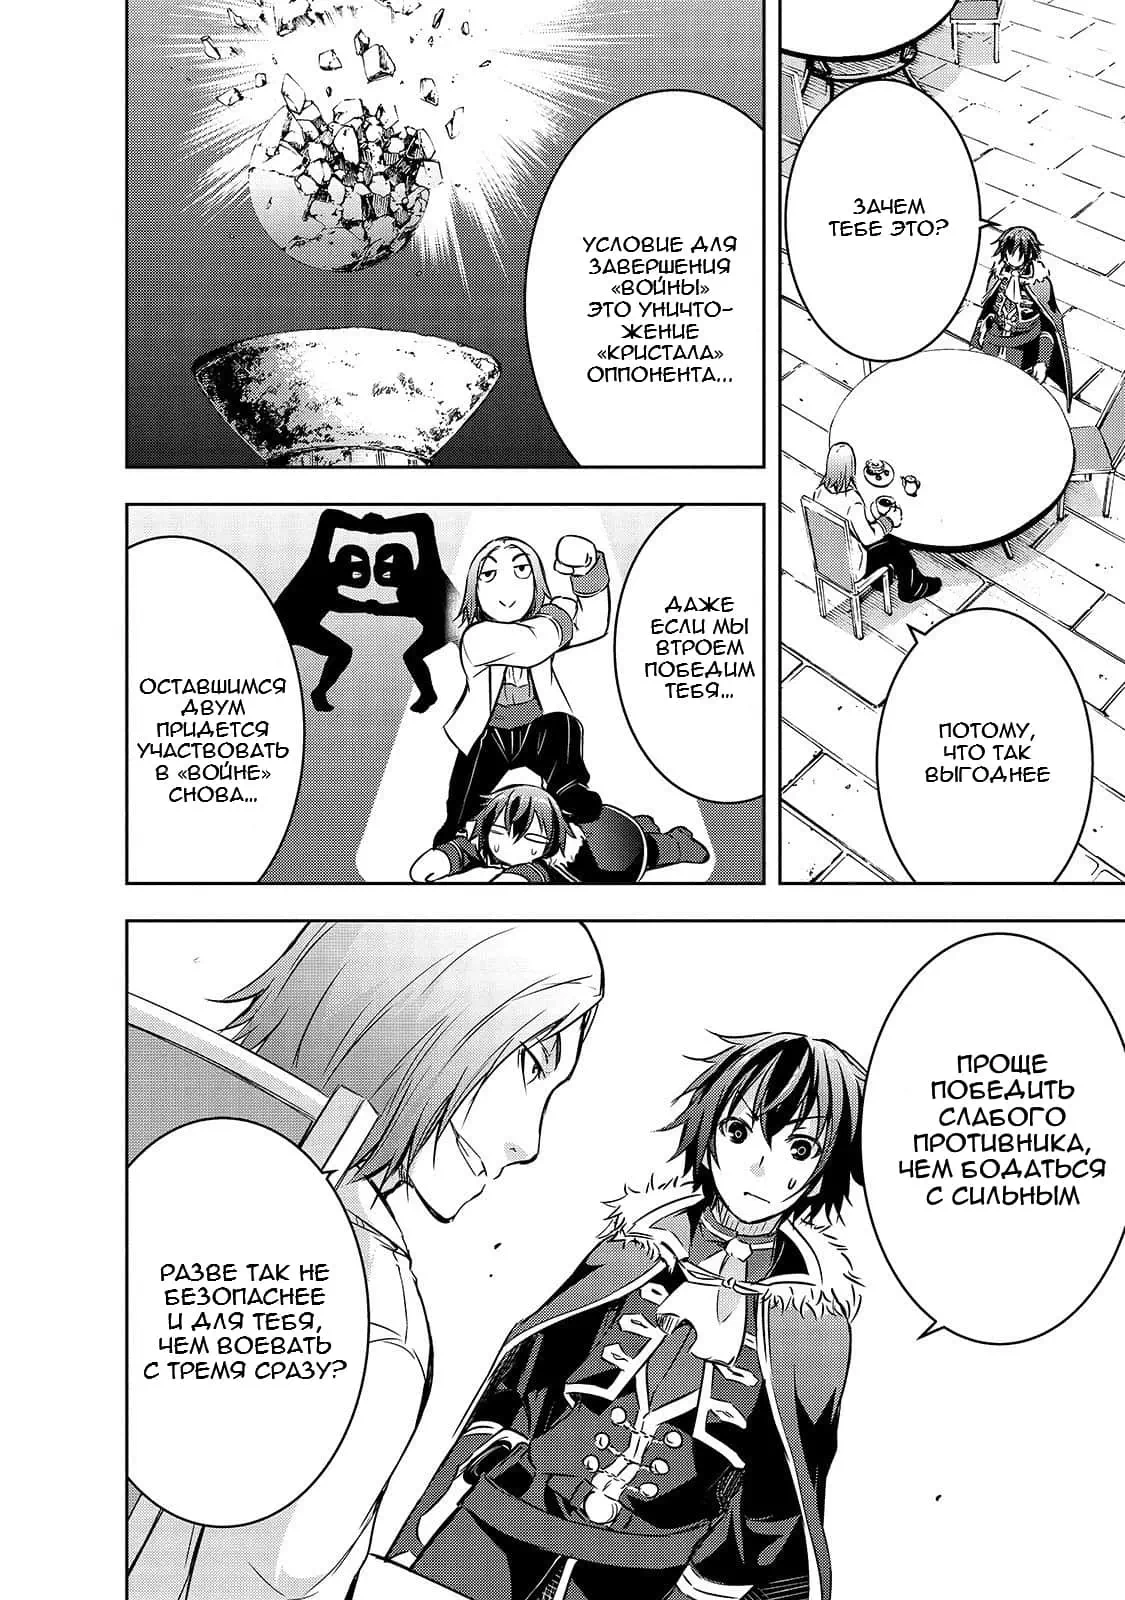 ЗАЧЕМ
ТЕБЕ ЭТО?
ПОТОМУ,
ЧТО ТАК
ВЫГОДНЕЕ
УСЛОВИЕ ДЛЯ
ЗАВЕРШЕНИЯ
«ВОЙНЫ»
ЭТО УНИЧТО-
ЖЕНИЕ
«КРИСТАЛА»
ОППОНЕНТА...
ДАЖЕ
ЕСЛИ МЫ
ВТРОЕМ
ПОБЕДИМ
ТЕБЯ...
ОСТАВШИМСЯ
ДВУМ
ПРИДЕТСЯ
УЧАСТВОВАТЬ
В «ВОЙНЕ»
СНОВА...
ПРОЩЕ
ПОБЕДИТЬ
СЛАБОГО
ПРОТИВНИКА,
ЧЕМ БОДАТЬСЯ
С СИЛЬНЫМ
РАЗВЕ ТАК НЕ
БЕЗОПАСНЕЕ
И ДЛЯ ТЕБЯ,
ЧЕМ ВОЕВАТЬ
С ТРЕМЯ СРАЗУ?